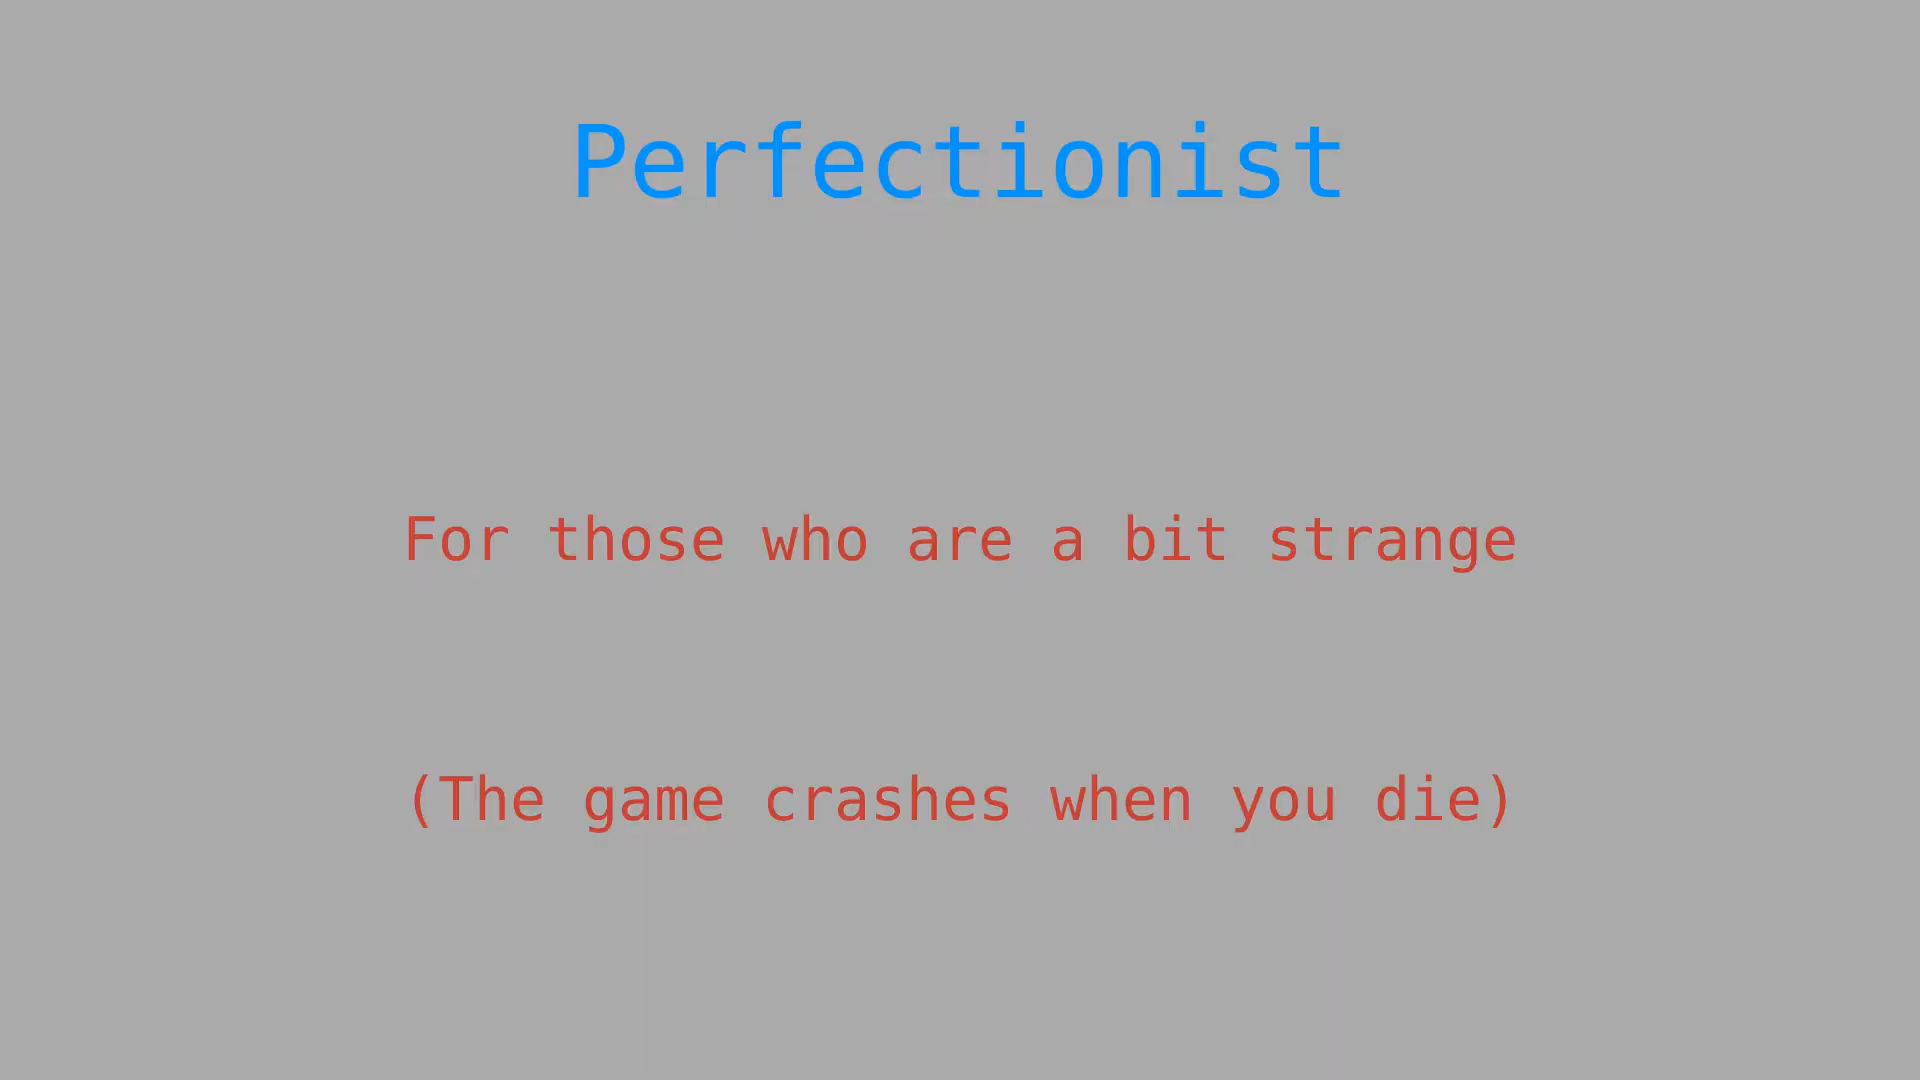 Perfectionist
For those who are a bit strange
(The game crashes when you die)